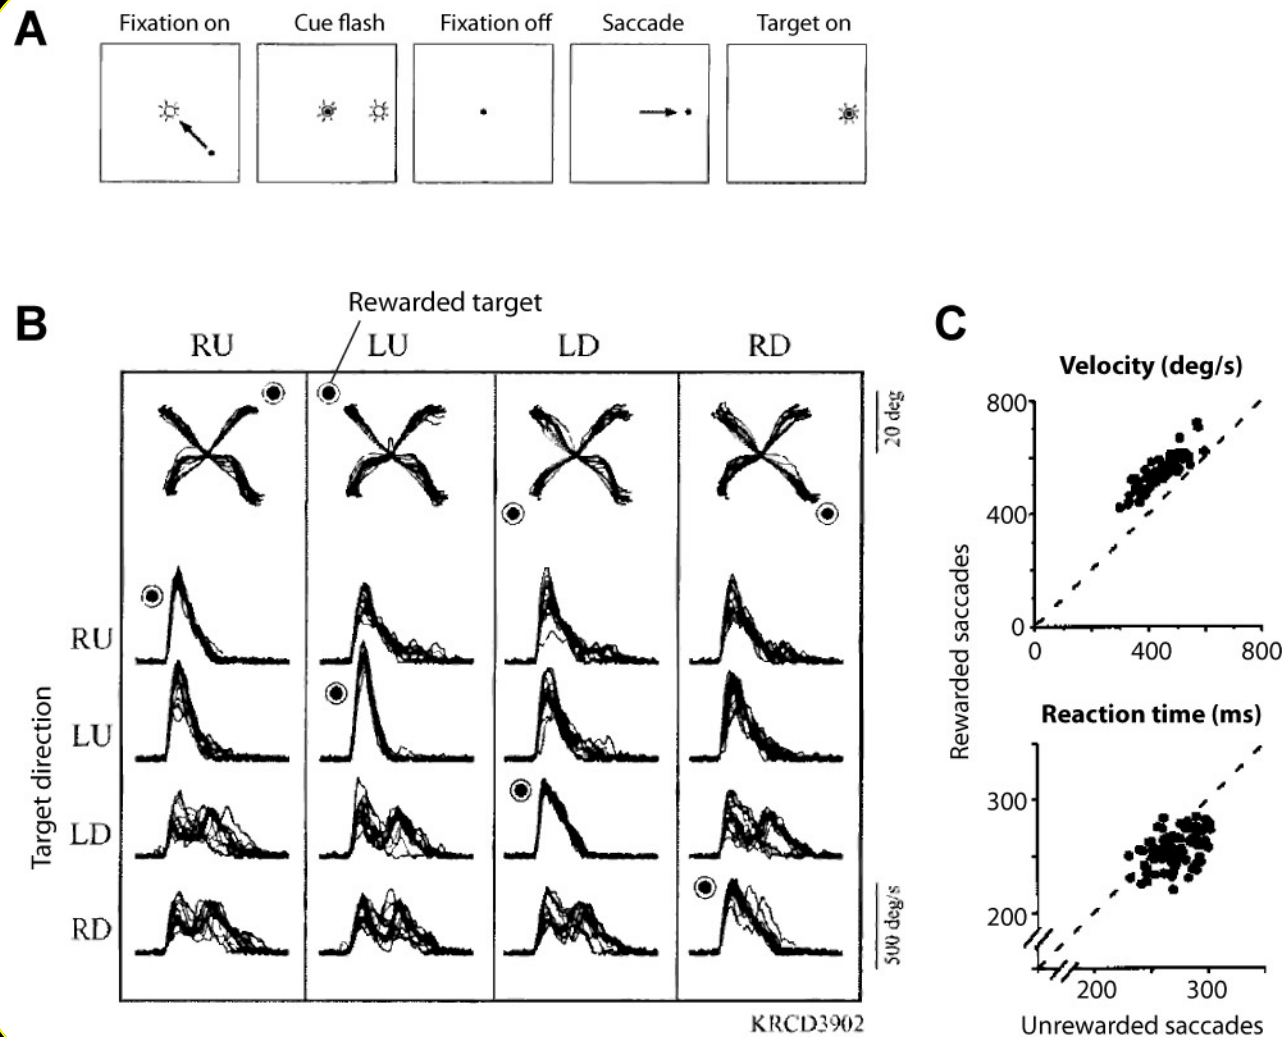 A
Fixation on Cue flash Fixation off Saccade Target on
B
Rewarded target
RU LU LD RD
20 deg
Target direction
RU
LU
LD
RD
500 deg/s
KRCD3902
C
Velocity (deg/s)
800
400
0
0 400 800
Rewarded saccades
Reaction time (ms)
300
200
200 300
Unrewarded saccades